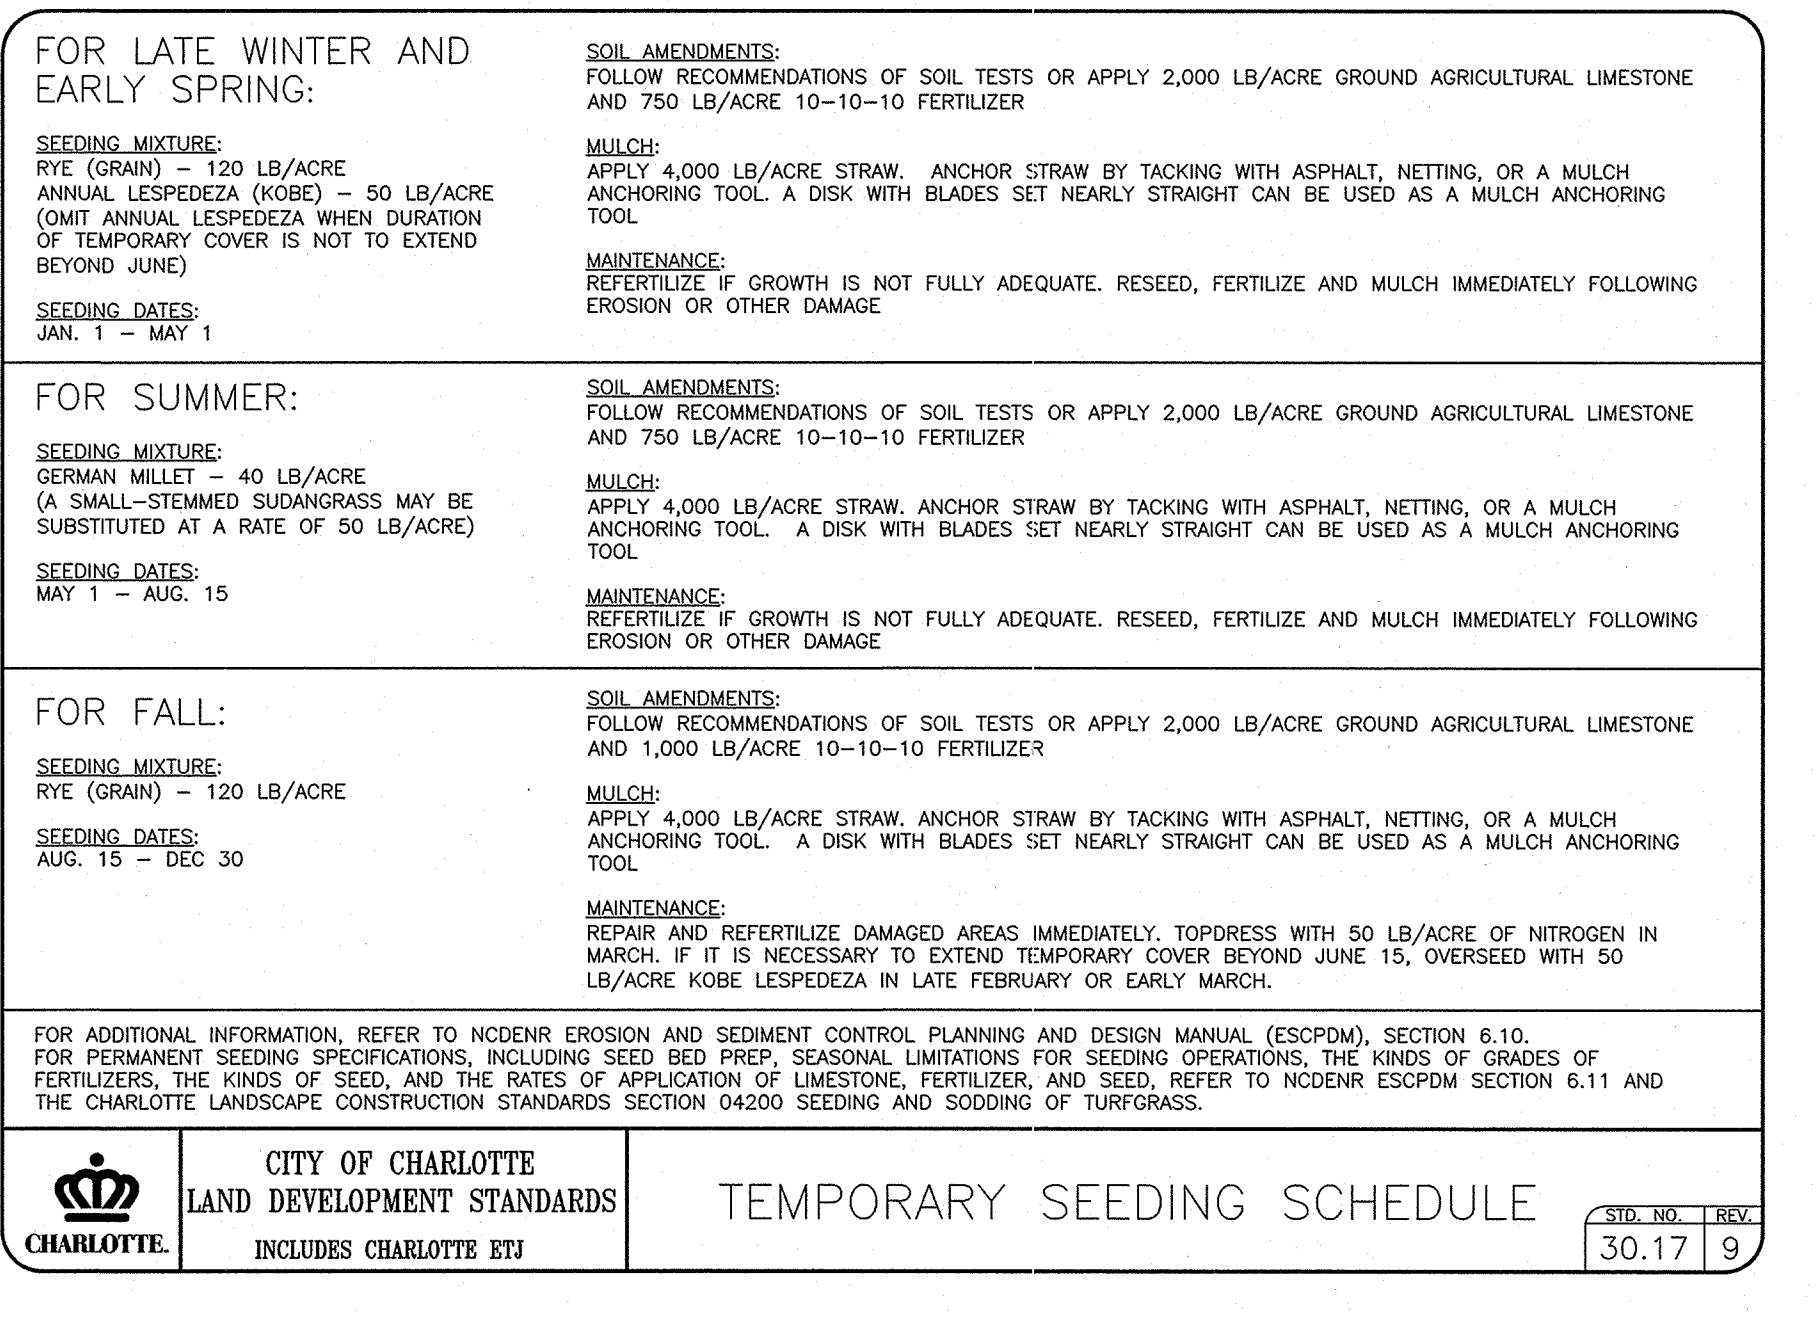 FOR LATE WINTER AND
EARLY SPRING:
SEEDING MIXTURE:
RYE (GRAIN) – 120 LB/ACRE
ANNUAL LESPEDEZA (KOBE) – 50 LB/ACRE
(OMIT ANNUAL LESPEDEZA WHEN DURATION
OF TEMPORARY COVER IS NOT TO EXTEND
BEYOND JUNE)
SEEDING DATES:
JAN. 1 – MAY 1
SOIL AMENDMENTS:
FOLLOW RECOMMENDATIONS OF SOIL TESTS OR APPLY 2,000 LB/ACRE GROUND AGRICULTURAL LIMESTONE
AND 750 LB/ACRE 10–10–10 FERTILIZER
MULCH:
APPLY 4,000 LB/ACRE STRAW. ANCHOR STRAW BY TACKING WITH ASPHALT, NETTING, OR A MULCH
ANCHORING TOOL. A DISK WITH BLADES SET NEARLY STRAIGHT CAN BE USED AS A MULCH ANCHORING
TOOL
MAINTENANCE:
REFERTILIZE IF GROWTH IS NOT FULLY ADEQUATE. RESEED, FERTILIZE AND MULCH IMMEDIATELY FOLLOWING
EROSION OR OTHER DAMAGE
FOR SUMMER:
SEEDING MIXTURE:
GERMAN MILLET – 40 LB/ACRE
(A SMALL–STEMMED SUDANGRASS MAY BE
SUBSTITUTED AT A RATE OF 50 LB/ACRE)
SEEDING DATES:
MAY 1 – AUG. 15
SOIL AMENDMENTS:
FOLLOW RECOMMENDATIONS OF SOIL TESTS OR APPLY 2,000 LB/ACRE GROUND AGRICULTURAL LIMESTONE
AND 750 LB/ACRE 10–10–10 FERTILIZER
MULCH:
APPLY 4,000 LB/ACRE STRAW. ANCHOR STRAW BY TACKING WITH ASPHALT, NETTING, OR A MULCH
ANCHORING TOOL. A DISK WITH BLADES SET NEARLY STRAIGHT CAN BE USED AS A MULCH ANCHORING
TOOL
MAINTENANCE:
REFERTILIZE IF GROWTH IS NOT FULLY ADEQUATE. RESEED, FERTILIZE AND MULCH IMMEDIATELY FOLLOWING
EROSION OR OTHER DAMAGE
FOR FALL:
SEEDING MIXTURE:
RYE (GRAIN) – 120 LB/ACRE
SEEDING DATES:
AUG. 15 – DEC 30
SOIL AMENDMENTS:
FOLLOW RECOMMENDATIONS OF SOIL TESTS OR APPLY 2,000 LB/ACRE GROUND AGRICULTURAL LIMESTONE
AND 1,000 LB/ACRE 10–10–10 FERTILIZER
MULCH:
APPLY 4,000 LB/ACRE STRAW. ANCHOR STRAW BY TACKING WITH ASPHALT, NETTING, OR A MULCH
ANCHORING TOOL. A DISK WITH BLADES SET NEARLY STRAIGHT CAN BE USED AS A MULCH ANCHORING
TOOL
MAINTENANCE:
REPAIR AND REFERTILIZE DAMAGED AREAS IMMEDIATELY. TOPDRESS WITH 50 LB/ACRE OF NITROGEN IN
MARCH. IF IT IS NECESSARY TO EXTEND TEMPORARY COVER BEYOND JUNE 15, OVERSEED WITH 50
LB/ACRE KOBE LESPEDEZA IN LATE FEBRUARY OR EARLY MARCH.
FOR ADDITIONAL INFORMATION, REFER TO NCDENR EROSION AND SEDIMENT CONTROL PLANNING AND DESIGN MANUAL (ESCPDM), SECTION 6.10.
FOR PERMANENT SEEDING SPECIFICATIONS, INCLUDING SEED BED PREP, SEASONAL LIMITATIONS FOR SEEDING OPERATIONS, THE KINDS OF GRADES OF
FERTILIZERS, THE KINDS OF SEED, AND THE RATES OF APPLICATION OF LIMESTONE, FERTILIZER, AND SEED, REFER TO NCDENR ESCPDM SECTION 6.11 AND
THE CHARLOTTE LANDSCAPE CONSTRUCTION STANDARDS SECTION 04200 SEEDING AND SODDING OF TURFGRASS.
CHARLOTTE.
CITY OF CHARLOTTE
LAND DEVELOPMENT STANDARDS
INCLUDES CHARLOTTE ETJ
TEMPORARY SEEDING SCHEDULE
STD. NO. REV.
30.17 9